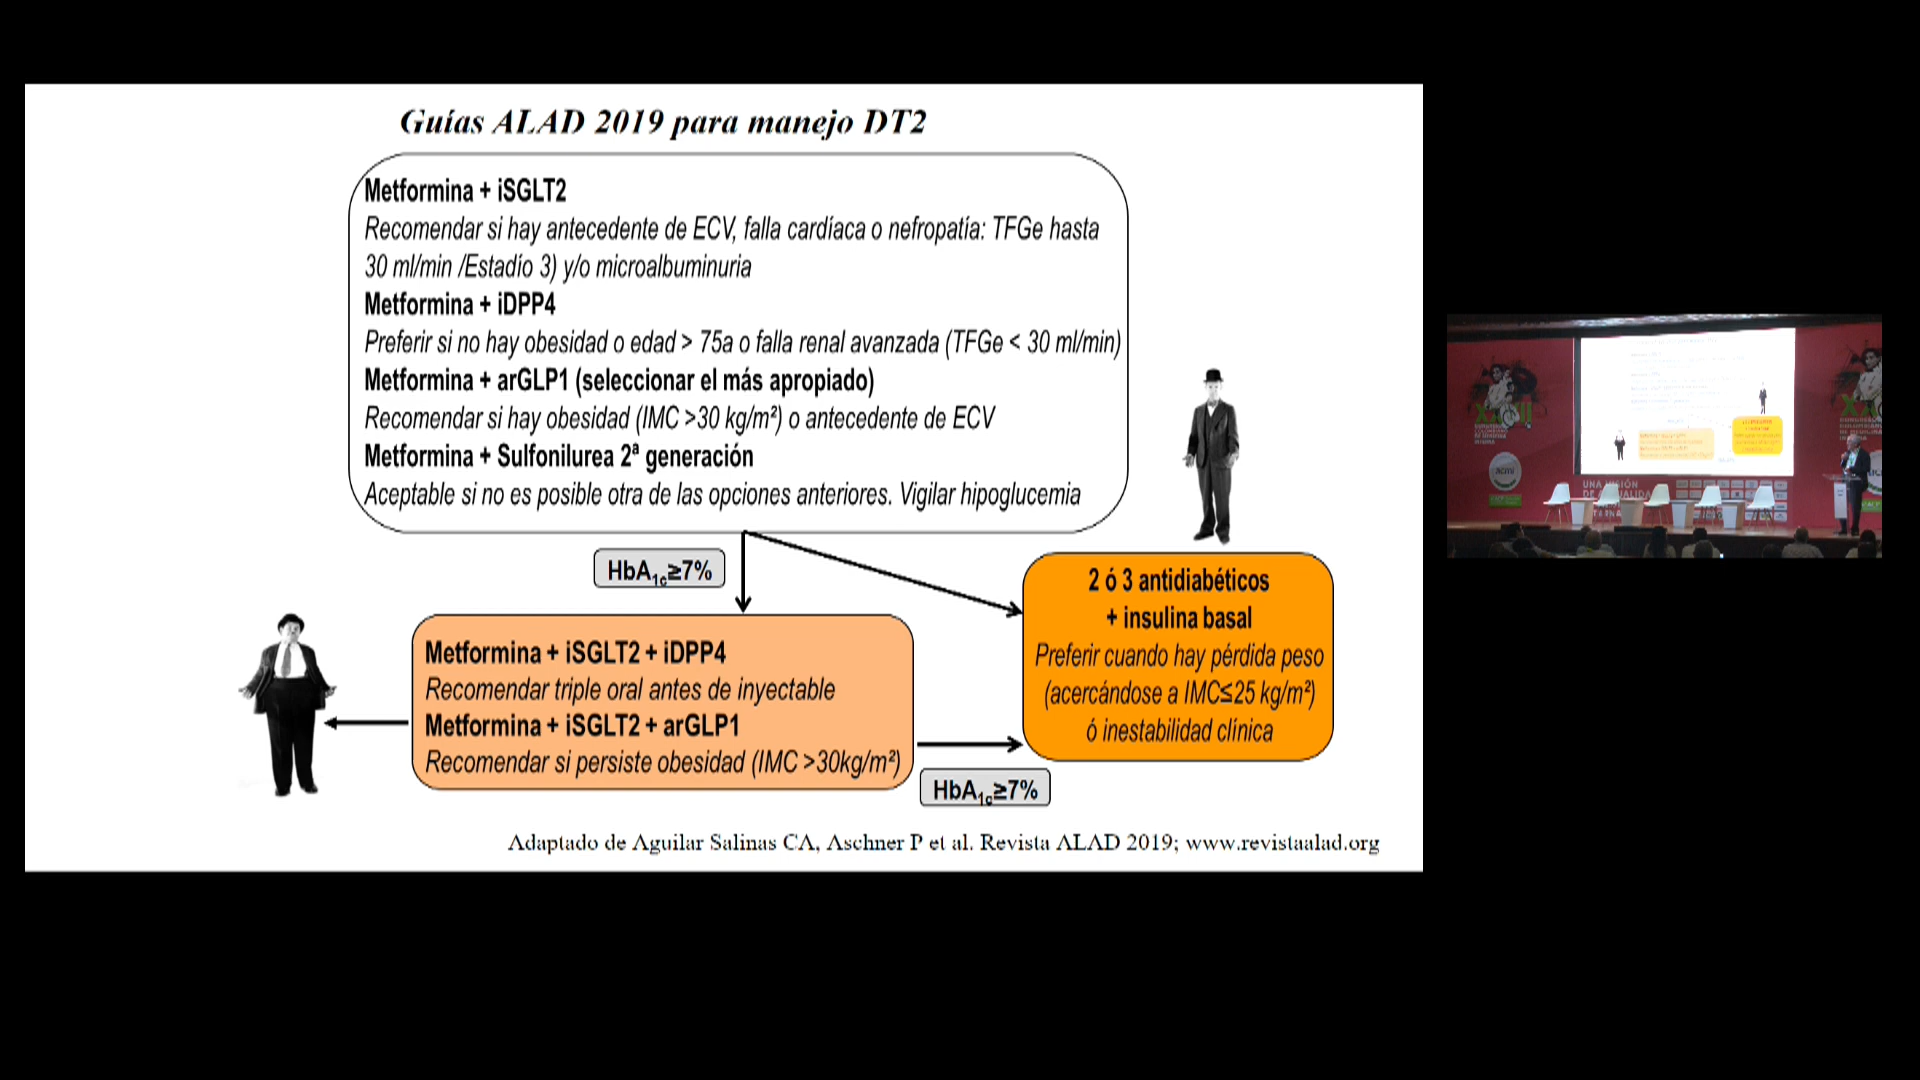 Guías ALAD 2019 para manejo DT2
Metformina + iSGLT2
Recomendar si hay antecedente de ECV, falla cardíaca o nefropatía: TFGe hasta
30 ml/min /Estadío 3) y/o microalbuminuria
Metformina + iDPP4
Preferir si no hay obesidad o edad > 75a o falla renal avanzada (TFGe < 30 ml/min)
Metformina + arGLP1 (seleccionar el más apropiado)
Recomendar si hay obesidad (IMC >30 kg/m²) o antecedente de ECV
Metformina + Sulfonilurea 2ª generación
Aceptable si no es posible otra de las opciones anteriores. Vigilar hipoglucemia
HbA1c≥7%
2 ó 3 antidiabéticos
+ insulina basal
Preferir cuando hay pérdida peso
(acercándose a IMC≤25 kg/m²)
ó inestabilidad clínica
Metformina + iSGLT2 + iDPP4
Recomendar triple oral antes de inyectable
Metformina + iSGLT2 + arGLP1
Recomendar si persiste obesidad (IMC >30kg/m²)
HbA1c≥7%
Adaptado de Aguilar Salinas CA, Aschner P et al. Revista ALAD 2019; www.revistaalad.org
acmi
UNA VISIÓN